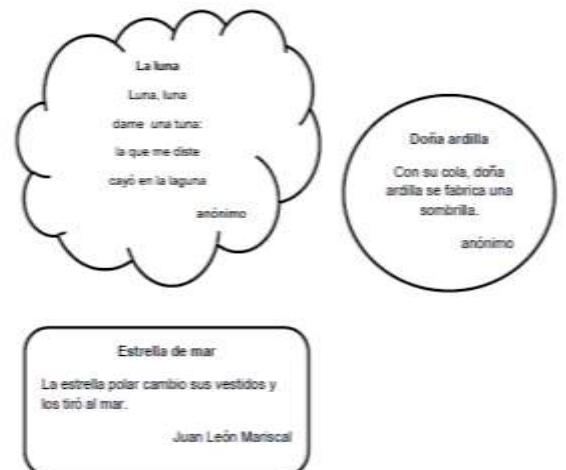 La luna
Luna, luna
dame una tuna:
la que me diste
cayó en la laguna
anónimo
Doña ardilla
Con su cola, doña
ardilla se fabrica una
sombrilla.
anónimo
Estrella de mar
La estrella polar cambio sus vestidos y
los tiró al mar.
Juan León Mariscal